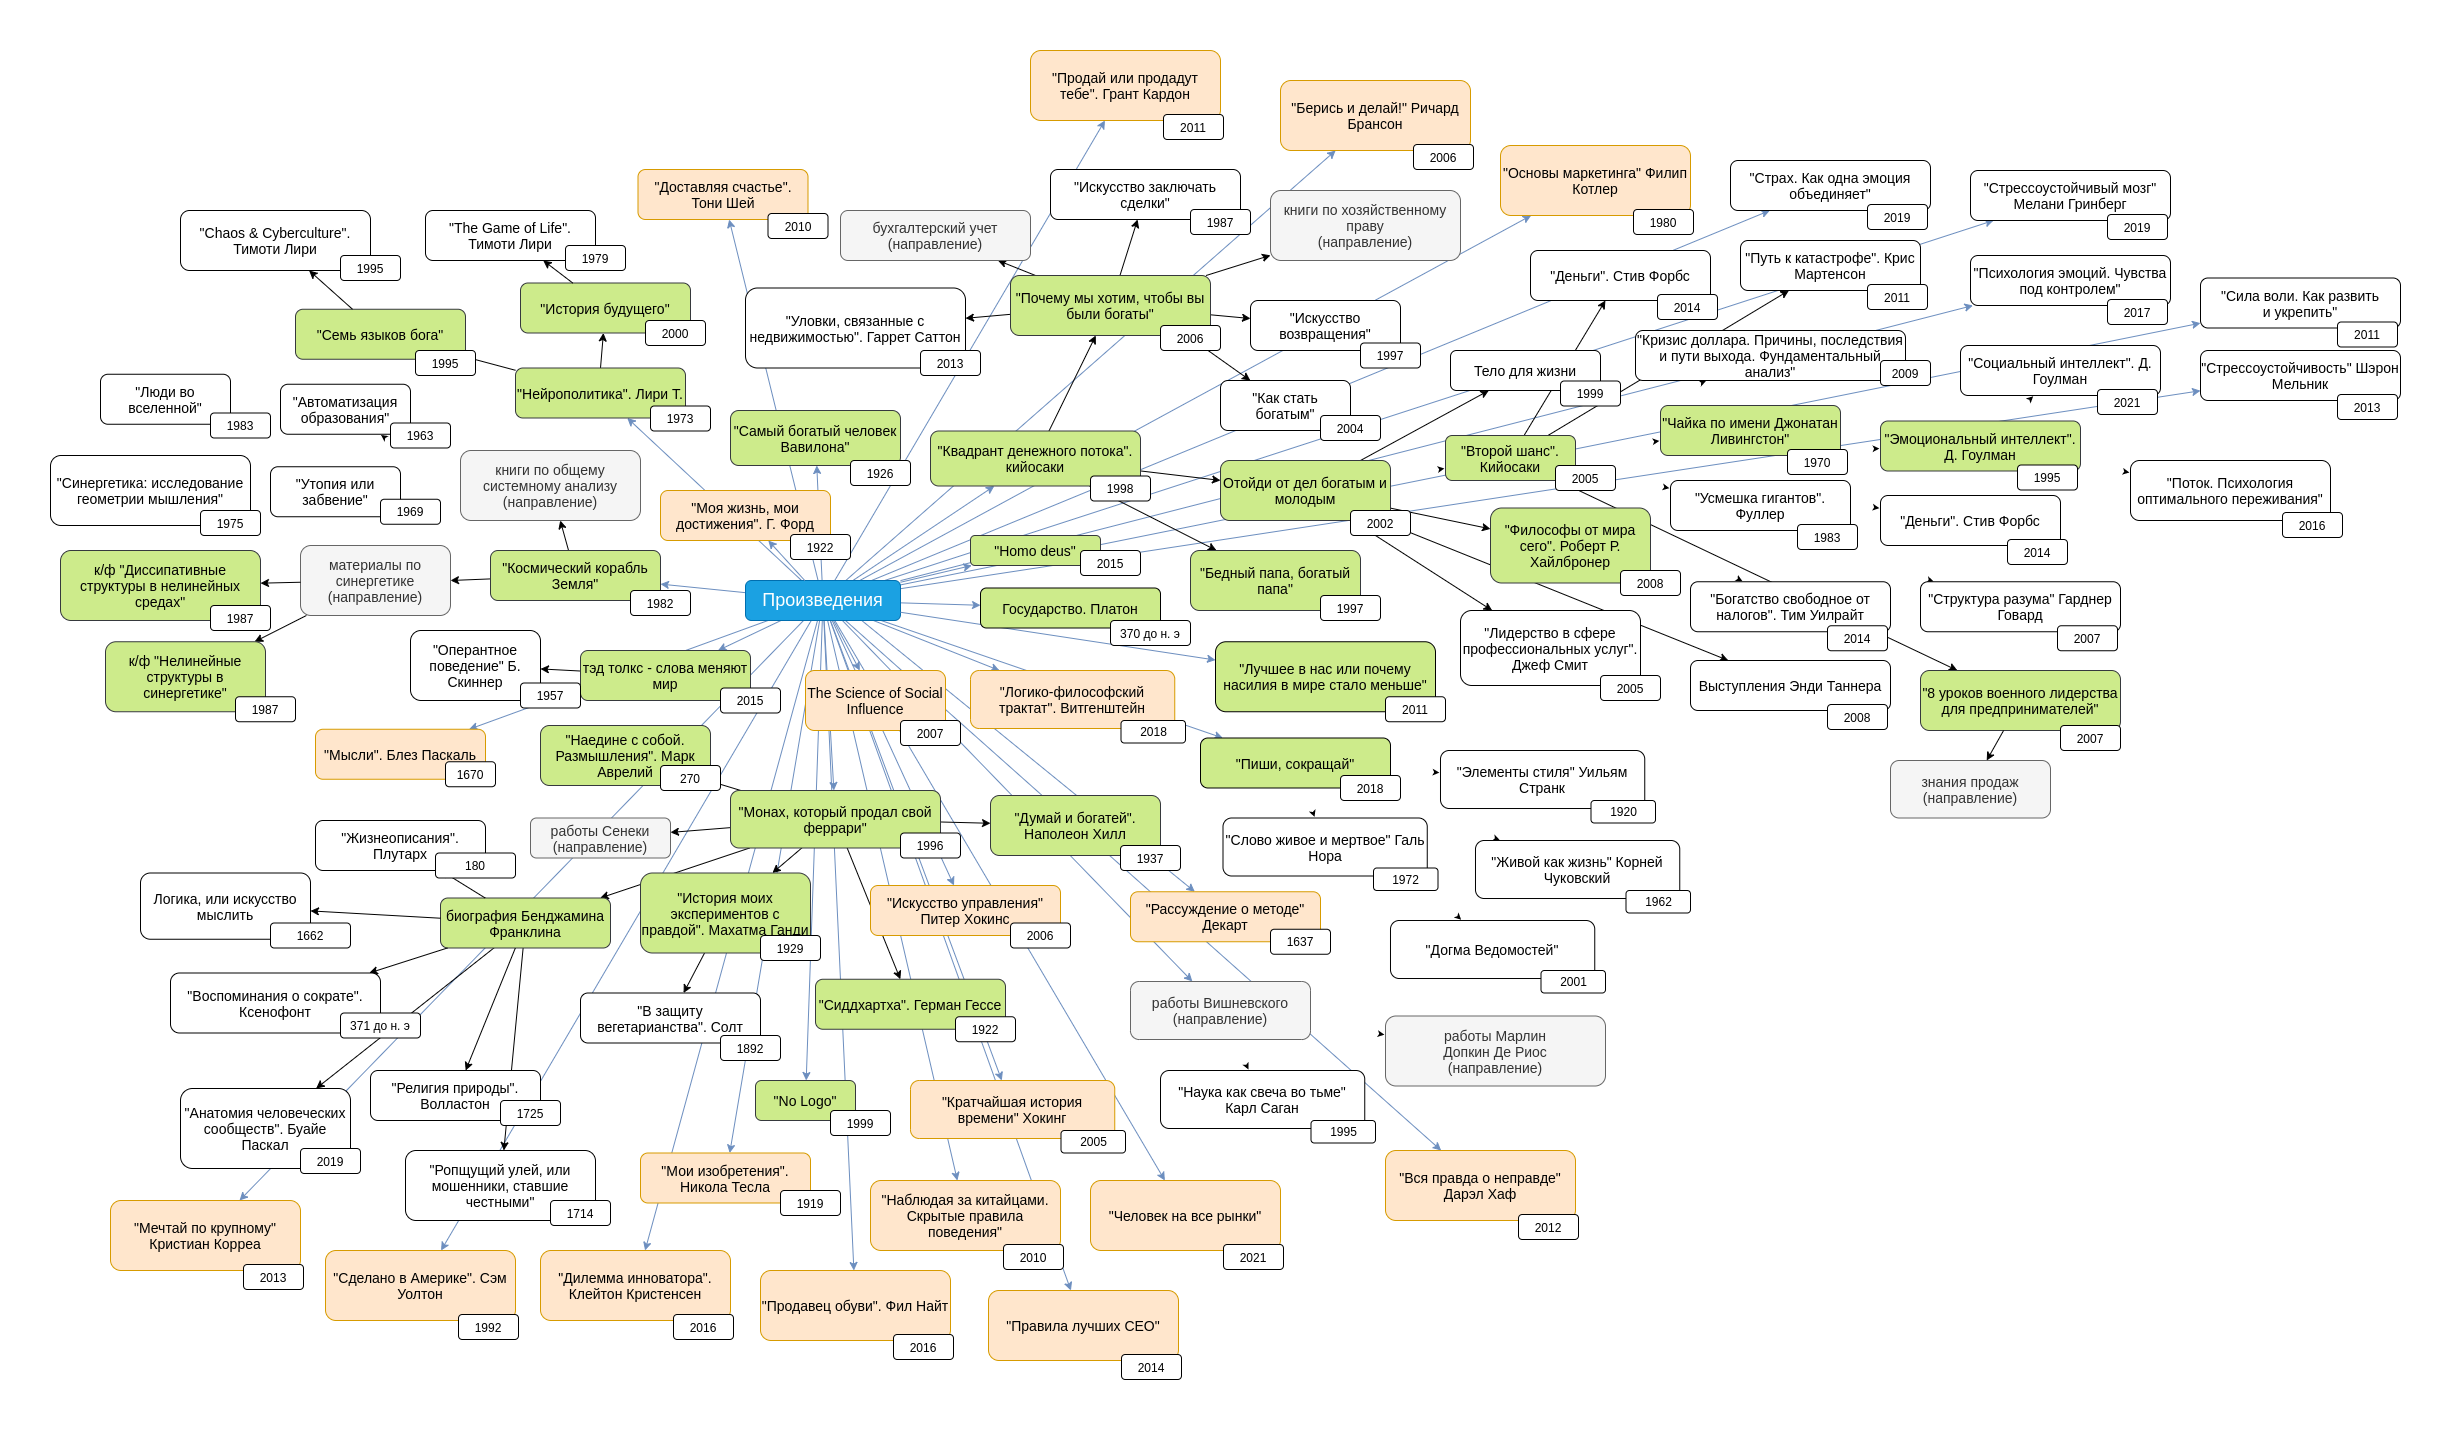 "Продай или продадут
тебе". Грант Кардон
2011
"Берись и делай!" Ричард
Брансон
2006
"Основы маркетинга" Филип
Котлер
1980
"Страх. Как одна эмоция
объединяет"
2019
"Стрессоустойчивый мозг"
Мелани Гринберг
2019
"Доставляя счастье".
Тони Шей
2010
"Искусство заключать
сделки"
1987
бухгалтерский учет
(направление)
книги по хозяйственному
праву
(направление)
"Chaos & Cyberculture".
Тимоти Лири
1995
"The Game of Life".
Тимоти Лири
1979
"Деньги". Стив Форбс
2014
"Путь к катастрофе". Крис
Мартенсон
2011
"Психология эмоций. Чувства
под контролем"
2017
"Сила воли. Как развить
и укрепить"
2011
"Семь языков бога"
1995
"История будущего"
2000
"Уловки, связанные с
недвижимостью". Гаррет Саттон
2013
"Почему мы хотим, чтобы вы
были богаты"
2006
"Искусство
возвращения"
1997
Тело для жизни
1999
"Кризис доллара. Причины, последствия
и пути выхода. Фундаментальный
анализ"
2009
"Социальный интеллект". Д.
Гоулман
2021
"Стрессоустойчивость" Шэрон
Мельник
2013
"Люди во
вселенной"
1983
"Автоматизация
образования"
1963
"Нейрополитика". Лири Т.
1973
"Как стать
богатым"
2004
"Самый богатый человек
Вавилона"
1926
"Квадрант денежного потока".
кийосаки
1998
Отойди от дел богатым и
молодым
2002
"Второй шанс".
Кийосаки
2005
"Чайка по имени Джонатан
Ливингстон"
1970
"Эмоциональный интеллект".
Д. Гоулман
1995
"Поток. Психология
оптимального переживания"
2016
"Синергетика: исследование
геометрии мышления"
1975
"Утопия или
забвение"
1969
книги по общему
системному анализу
(направление)
"Моя жизнь, мои
достижения". Г. Форд
1922
"Усмешка гигантов".
Фуллер
1983
"Деньги". Стив Форбс
2014
"Философы от мира
сего". Роберт Р.
Хайлбронер
2008
к/ф "Диссипативные
структуры в нелинейных
средах"
1987
материалы по
синергетике
(направление)
"Космический корабль
Земля"
1982
Произведения
"Homo deus"
2015
"Бедный папа, богатый
папа"
1997
Государство. Платон
370 до н. э
"Богатство свободное от
налогов". Тим Уилрайт
2014
"Структура разума" Гарднер
Говард
2007
к/ф "Нелинейные
структуры в
синергетике"
1987
"Оперантное
поведение" Б.
Скиннер
1957
тэд толкс - слова меняют
мир
2015
The Science of Social
Influence
2007
"Логико-философский
трактат". Витгенштейн
2018
"Лучшее в нас или почему
насилия в мире стало меньше"
2011
"Лидерство в сфере
профессиональных услуг".
Джеф Смит
2005
Выступления Энди Таннера
2008
"8 уроков военного лидерства
для предпринимателей"
2007
"Мысли". Блез Паскаль
1670
"Наедине с собой.
Размышления". Марк
Аврелий
270
"Пиши, сокращай"
2018
"Элементы стиля" Уильям
Странк
1920
знания продаж
(направление)
"Жизнеописания".
Плутарх
180
работы Сенеки
(направление)
"Монах, который продал свой
феррари"
1996
"Думай и богатей".
Наполеон Хилл
1937
"Слово живое и мертвое" Галь
Нора
1972
"Живой как жизнь" Корней
Чуковский
1962
Логика, или искусство
мыслить
1662
биография Бенджамина
Франклина
"История моих
экспериментов с
правдой". Махатма Ганди
1929
"Искусство управления"
Питер Хокинс
2006
"Рассуждение о методе"
Декарт
1637
"Догма Ведомостей"
2001
"Воспоминания о сократе".
Ксенофонт
371 до н. э
"В защиту
вегетарианства". Солт
1892
"Сиддхартха". Герман Гессе
1922
работы Вишневского
(направление)
работы Марлин
Допкин Де Риос
(направление)
"Анатомия человеческих
сообществ". Буайе
Паскал
2019
"Религия природы".
Волластон
1725
"No Logo"
1999
"Кратчайшая история
времени" Хокинг
2005
"Наука как свеча во тьме"
Карл Саган
1995
"Ропщущий улей, или
мошенники, ставшие
честными"
1714
"Мои изобретения".
Никола Тесла
1919
"Наблюдая за китайцами.
Скрытые правила
поведения"
2010
"Человек на все рынки"
2021
"Вся правда о неправде"
Дарэл Хаф
2012
"Мечтай по крупному"
Кристиан Корреа
2013
"Сделано в Америке". Сэм
Уолтон
1992
"Дилемма инноватора".
Клейтон Кристенсен
2016
"Продавец обуви". Фил Найт
2016
"Правила лучших CEO"
2014